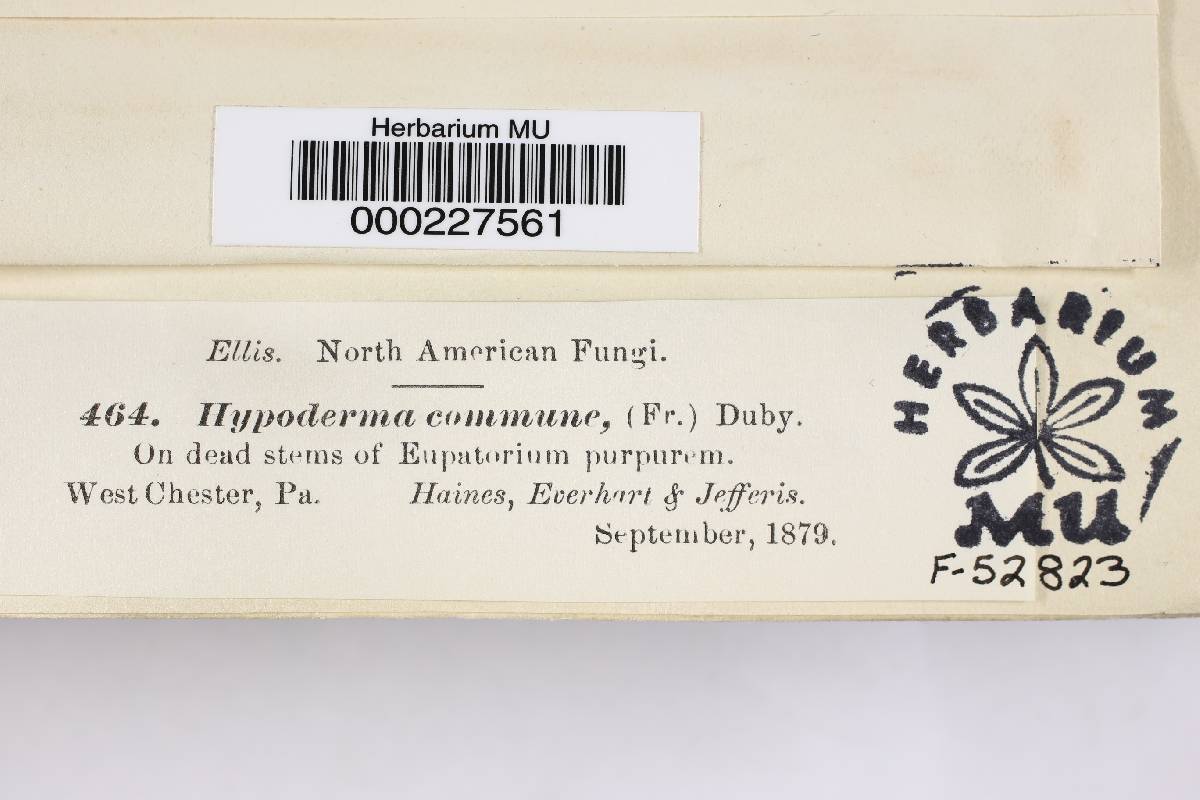 Herbarium MU
000227561
Ellis. North American Fungi.
464. Hypoderma commune, (Fr.) Duby.
On dead stems of Eupatorium purpurem.
West Chester, Pa. Haines, Everhart & Jefferis.
September, 1879.
HERBARIUM
MU
F-52823